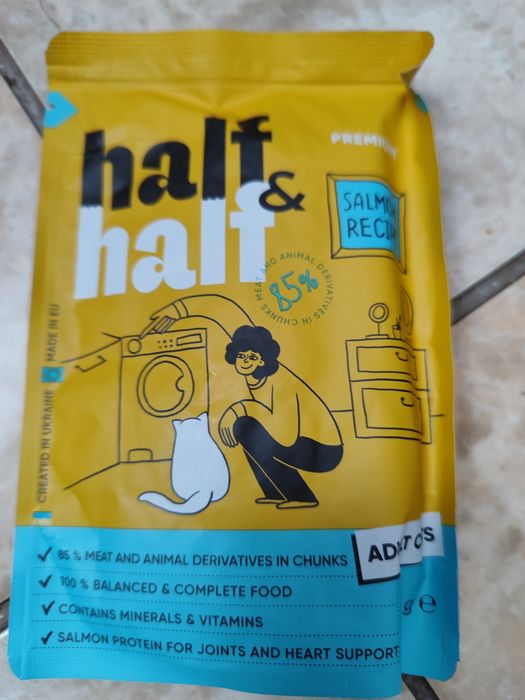 half
&
half
PREMIUM
SALMON
85%
MEAT AND ANIMAL DERIVATIVES IN CHUNKS
CREATED IN UKRAINE MADE IN EU
✓ 85 % MEAT AND ANIMAL DERIVATIVES IN CHUNKS
✓ 100 % BALANCED & COMPLETE FOOD
✓ CONTAINS MINERALS & VITAMINS
✓ SALMON PROTEIN FOR JOINTS AND HEART SUPPORT
g e